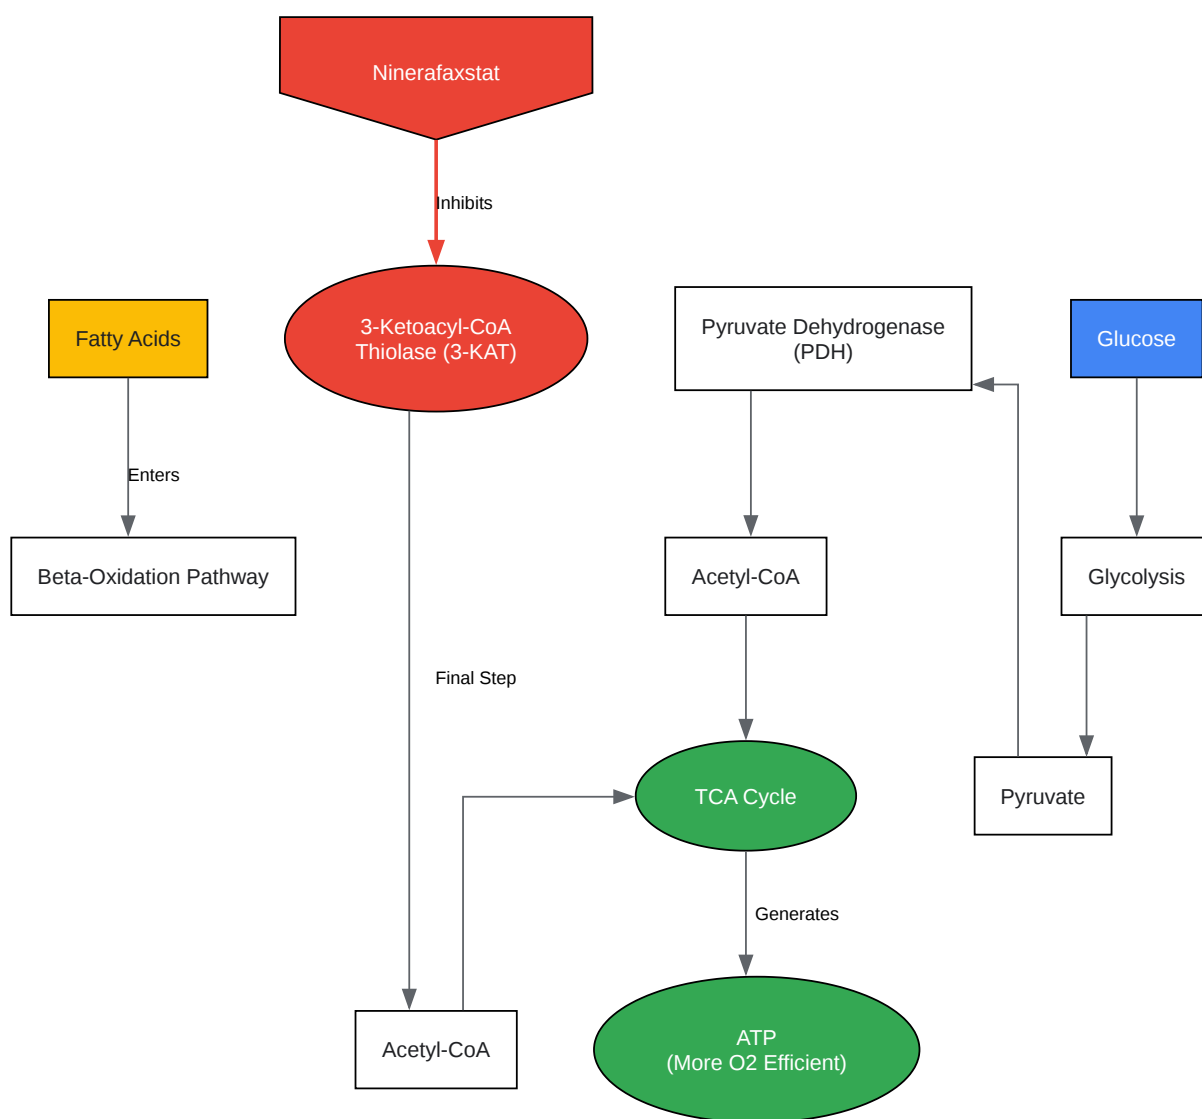 Ninerafaxstat
Inhibits
Fatty Acids
3-Ketoacyl-CoA
Thiolase (3-KAT)
Pyruvate Dehydrogenase
(PDH)
Glucose
Enters
Beta-Oxidation Pathway
Acetyl-CoA
Glycolysis
Final Step
TCA Cycle
Pyruvate
Generates
Acetyl-CoA
ATP
(More O2 Efficient)